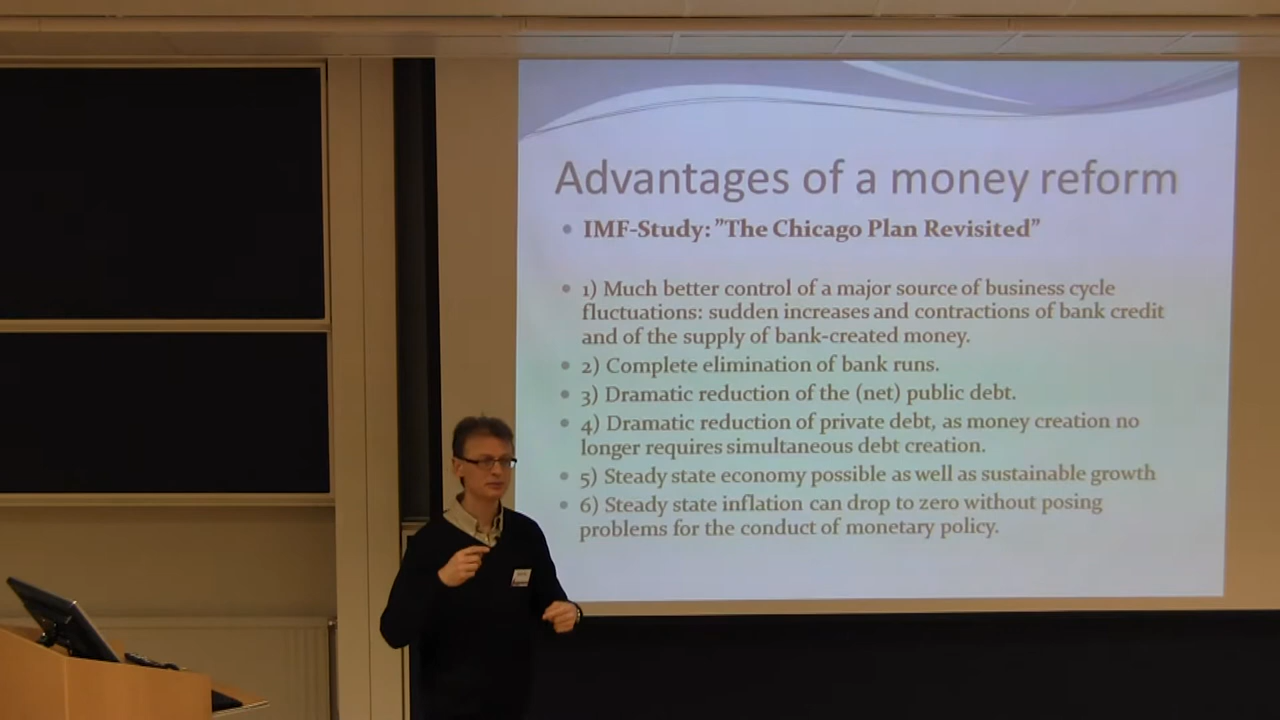 Advantages of a money reform
• IMF-Study: ”The Chicago Plan Revisited”
• 1) Much better control of a major source of business cycle
fluctuations: sudden increases and contractions of bank credit
and of the supply of bank-created money.
• 2) Complete elimination of bank runs.
• 3) Dramatic reduction of the (net) public debt.
• 4) Dramatic reduction of private debt, as money creation no
longer requires simultaneous debt creation.
• 5) Steady state economy possible as well as sustainable growth
• 6) Steady state inflation can drop to zero without posing
problems for the conduct of monetary policy.